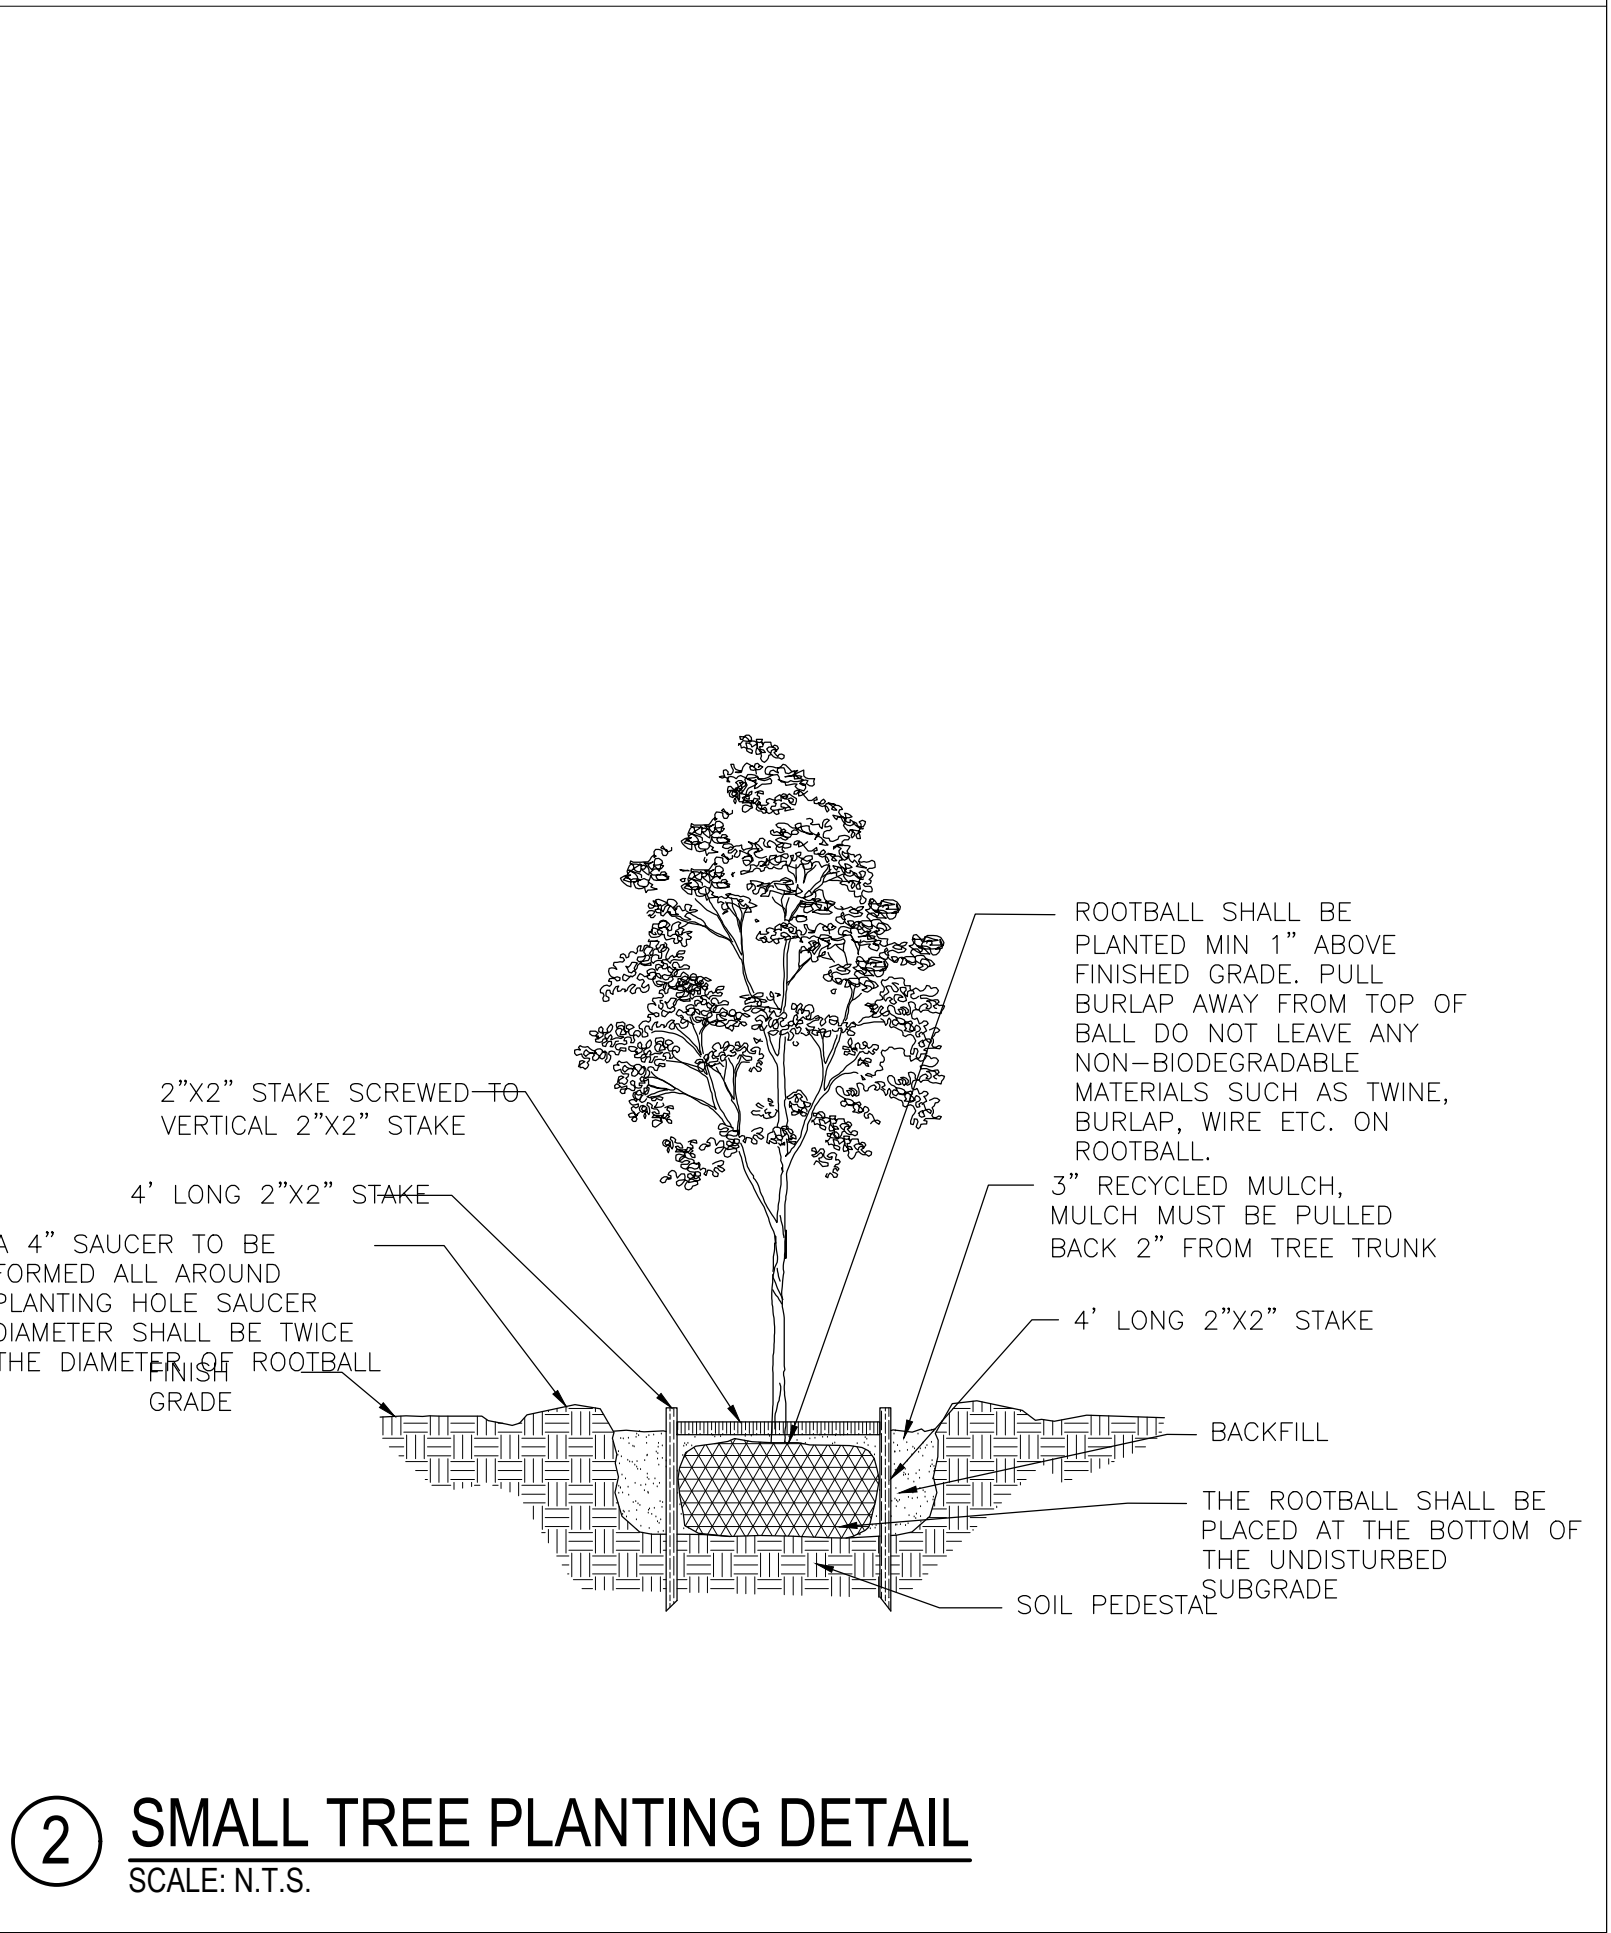 ROOTBALL SHALL BE
PLANTED MIN 1” ABOVE
FINISHED GRADE. PULL
BURLAP AWAY FROM TOP OF
BALL DO NOT LEAVE ANY
NON-BIODEGRADABLE
MATERIALS SUCH AS TWINE,
BURLAP, WIRE ETC. ON
ROOTBALL.
2”X2” STAKE SCREWED TO
VERTICAL 2”X2” STAKE
4’ LONG 2”X2” STAKE
A 4” SAUCER TO BE
FORMED ALL AROUND
PLANTING HOLE SAUCER
DIAMETER SHALL BE TWICE
THE DIAMETER OF ROOTBALL
FINISH
GRADE
3” RECYCLED MULCH,
MULCH MUST BE PULLED
BACK 2” FROM TREE TRUNK
4’ LONG 2”X2” STAKE
BACKFILL
THE ROOTBALL SHALL BE
PLACED AT THE BOTTOM OF
THE UNDISTURBED
SUBGRADE
SOIL PEDESTAL
2
SMALL TREE PLANTING DETAIL
SCALE: N.T.S.